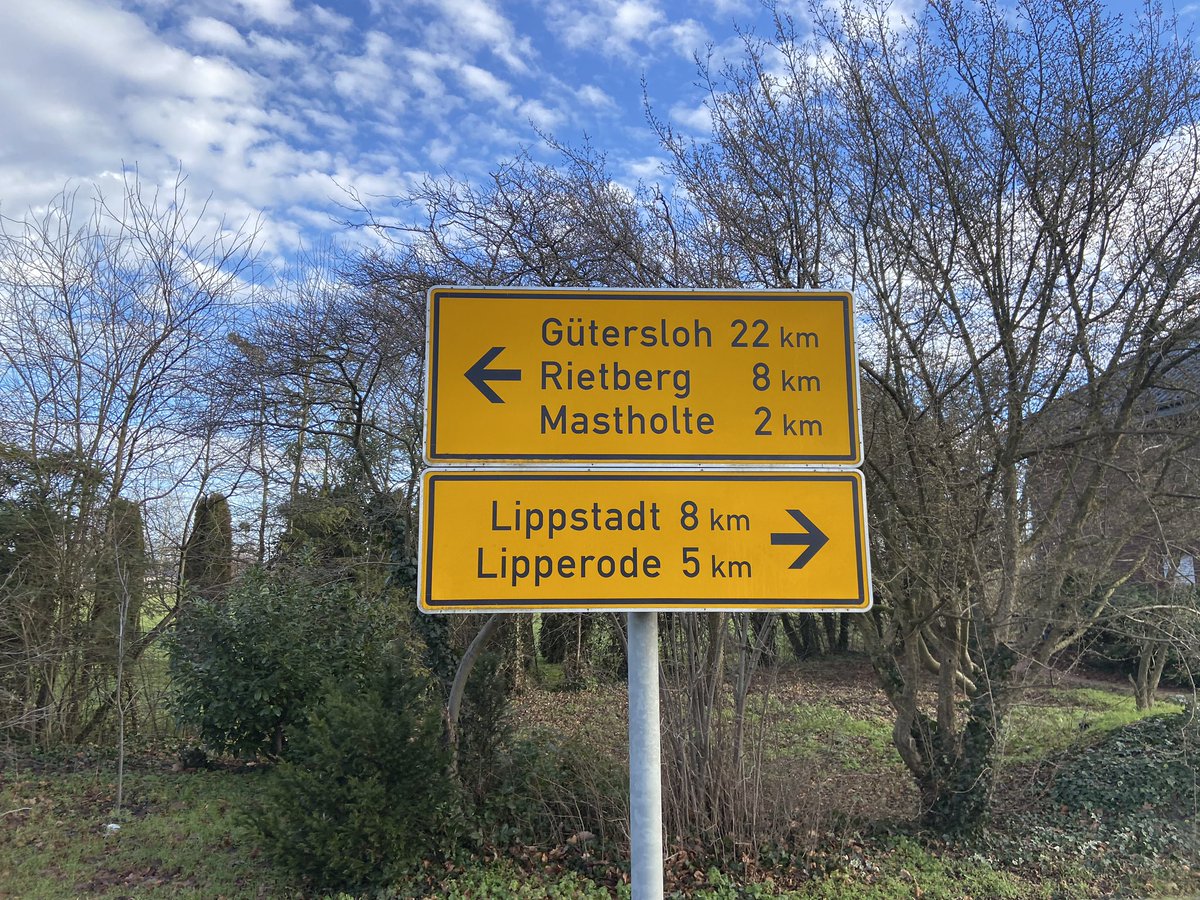 Gütersloh 22 km
Rietberg 8 km
Mastholte 2 km
Lippstadt 8 km
Lipperode 5 km